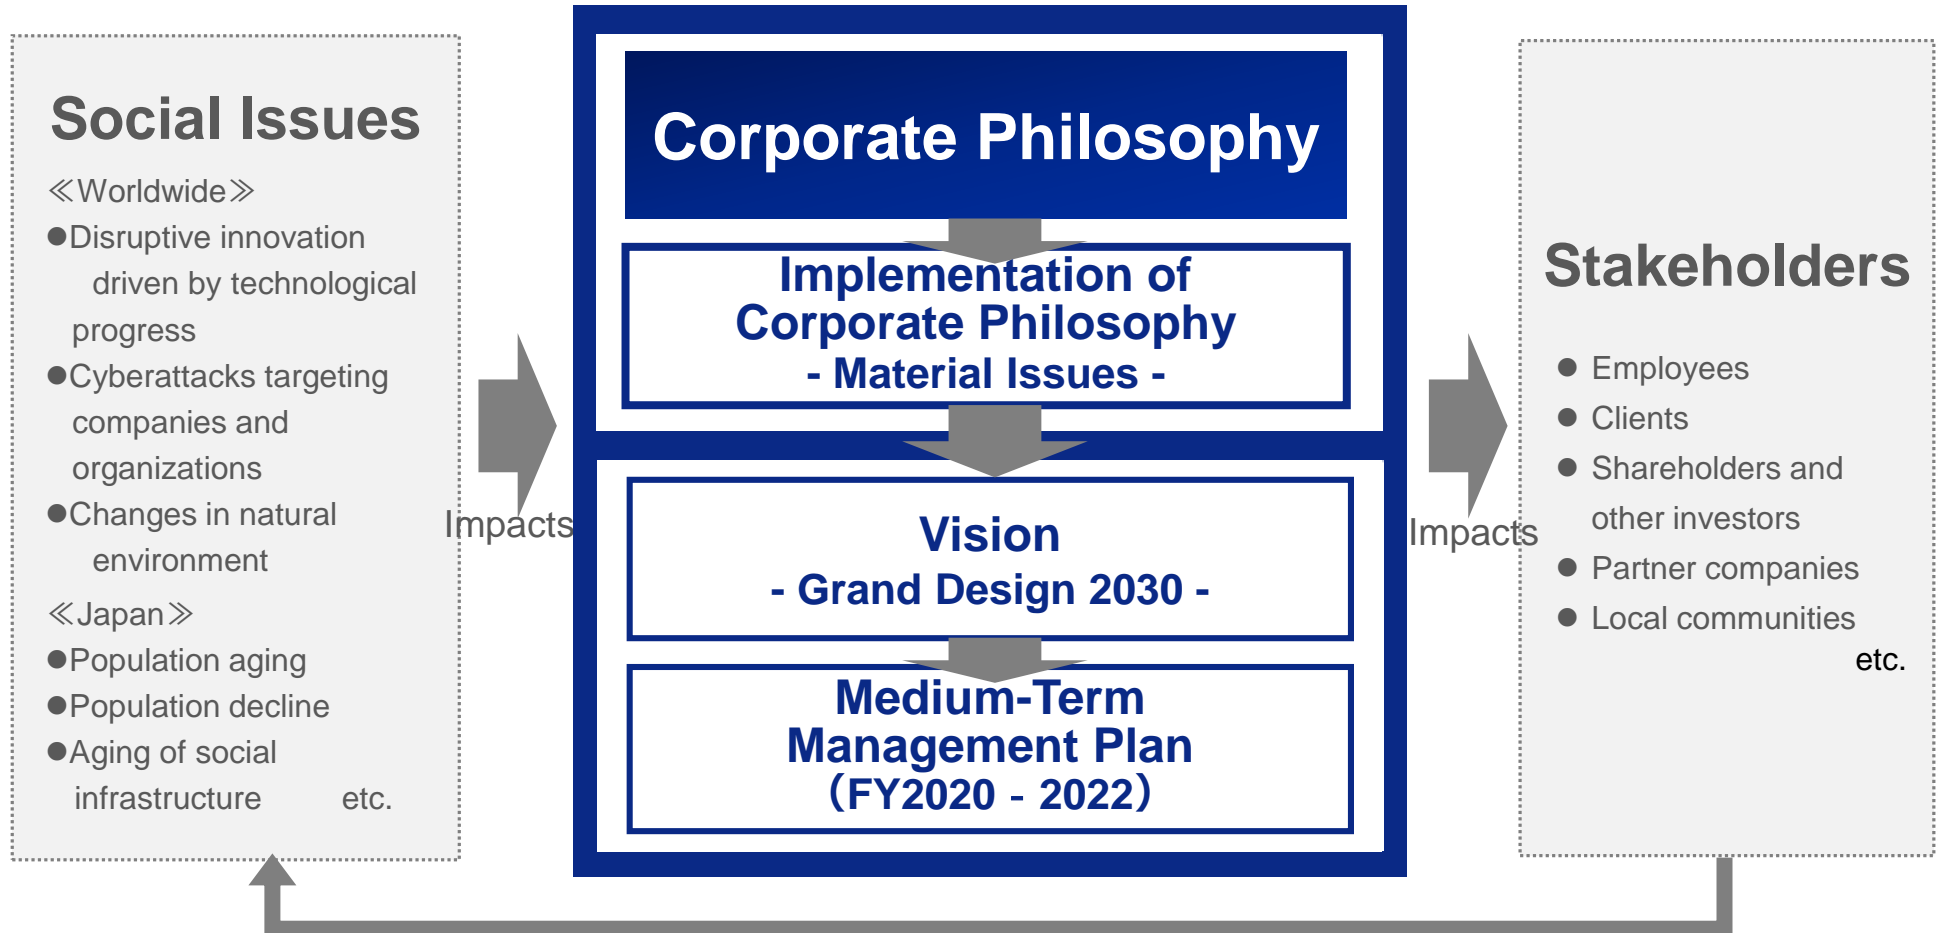 Social Issues
≪Worldwide≫
●Disruptive innovation
driven by technological
progress
●Cyberattacks targeting
companies and
organizations
●Changes in natural
environment
≪Japan≫
●Population aging
●Population decline
●Aging of social
infrastructure etc.
Impacts
Corporate Philosophy
Implementation of
Corporate Philosophy
- Material Issues -
Vision
- Grand Design 2030 -
Medium-Term
Management Plan
（FY2020 - 2022）
Impacts
Stakeholders
● Employees
● Clients
● Shareholders and
other investors
● Partner companies
● Local communities
etc.